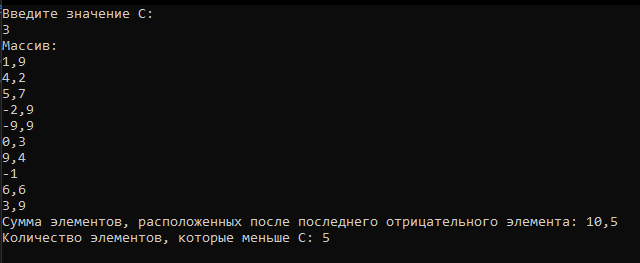 Введите значение C:
3
Массив:
1,9
4,2
5,7
-2,9
-9,9
0,3
9,4
-1
6,6
3,9
Сумма элементов, расположенных после последнего отрицательного элемента: 10,5
Количество элементов, которые меньше C: 5